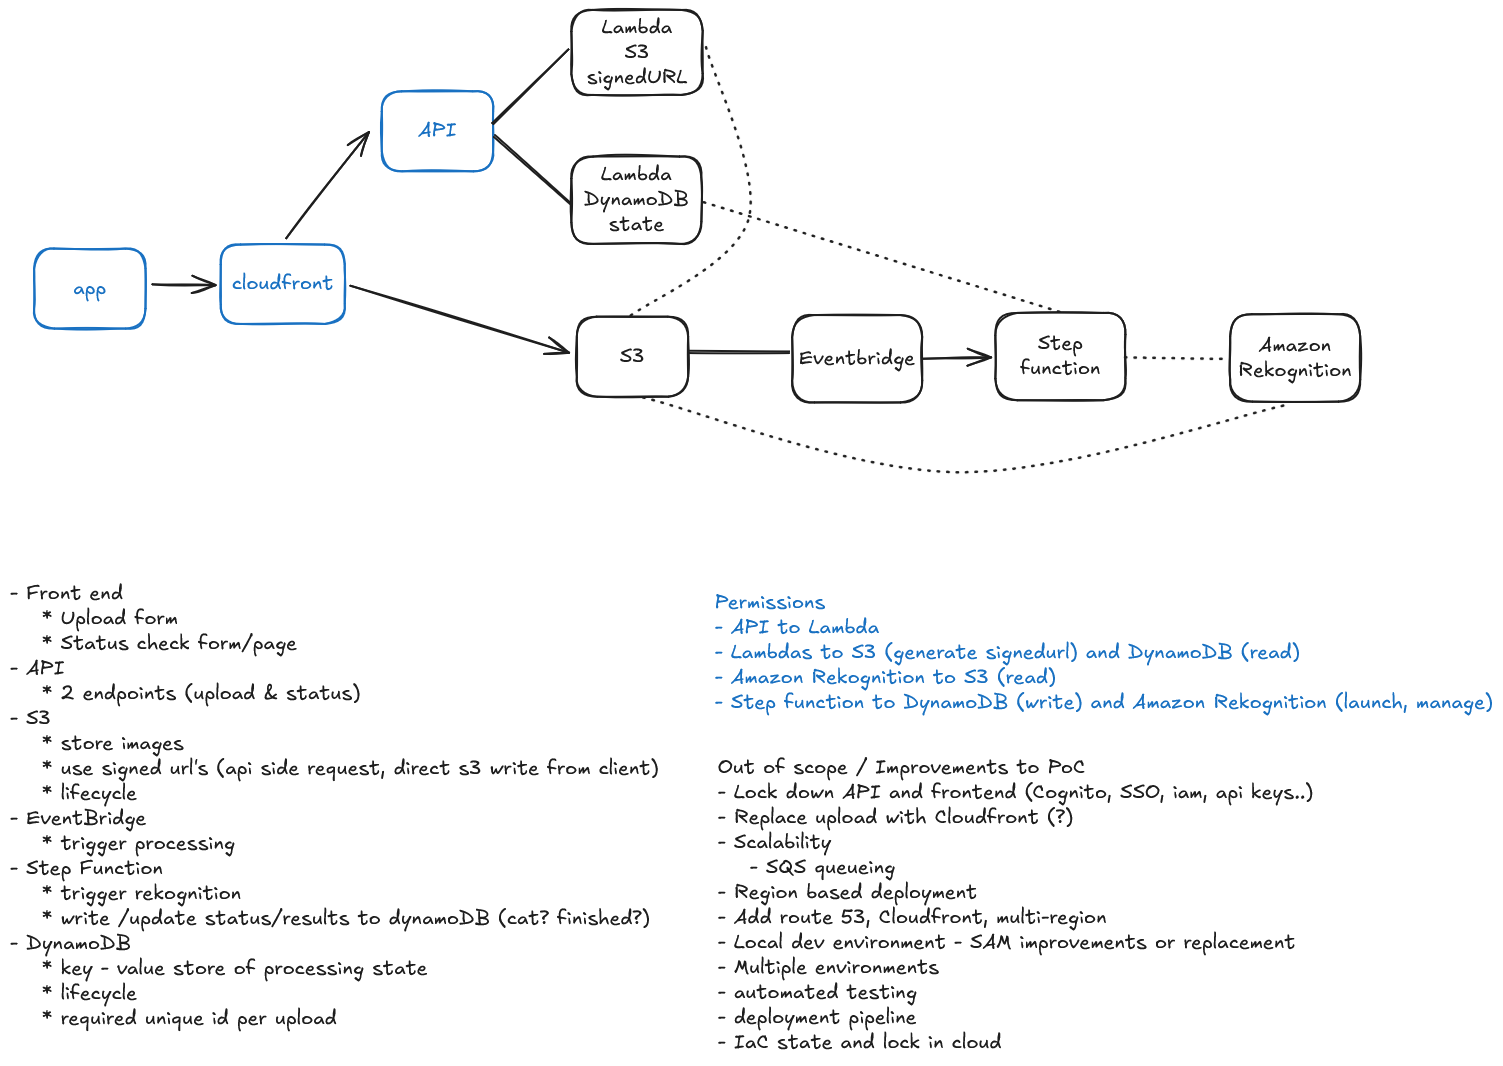 Lambda
S3
signedURL
API
Lambda
DynamoDB
state
app
cloudfront
S3
Eventbridge
Step
function
Amazon
Rekognition
- Front end
* Upload form
* Status check form/page
- API
* 2 endpoints (upload & status)
- S3
* store images
* use signed url's (api side request, direct s3 write from client)
* lifecycle
- EventBridge
* trigger processing
- Step Function
* trigger rekognition
* write /update status/results to dynamoDB (cat? finished?)
- DynamoDB
* key - value store of processing state
* lifecycle
* required unique id per upload
Permissions
- API to Lambda
- Lambdas to S3 (generate signedurl) and DynamoDB (read)
- Amazon Rekognition to S3 (read)
- Step function to DynamoDB (write) and Amazon Rekognition (launch, manage)
Out of scope / Improvements to PoC
- Lock down API and frontend (Cognito, SSO, iam, api keys..)
- Replace upload with Cloudfront (?)
- Scalability
- SQS queueing
- Region based deployment
- Add route 53, Cloudfront, multi-region
- Local dev environment - SAM improvements or replacement
- Multiple environments
- automated testing
- deployment pipeline
- IaC state and lock in cloud